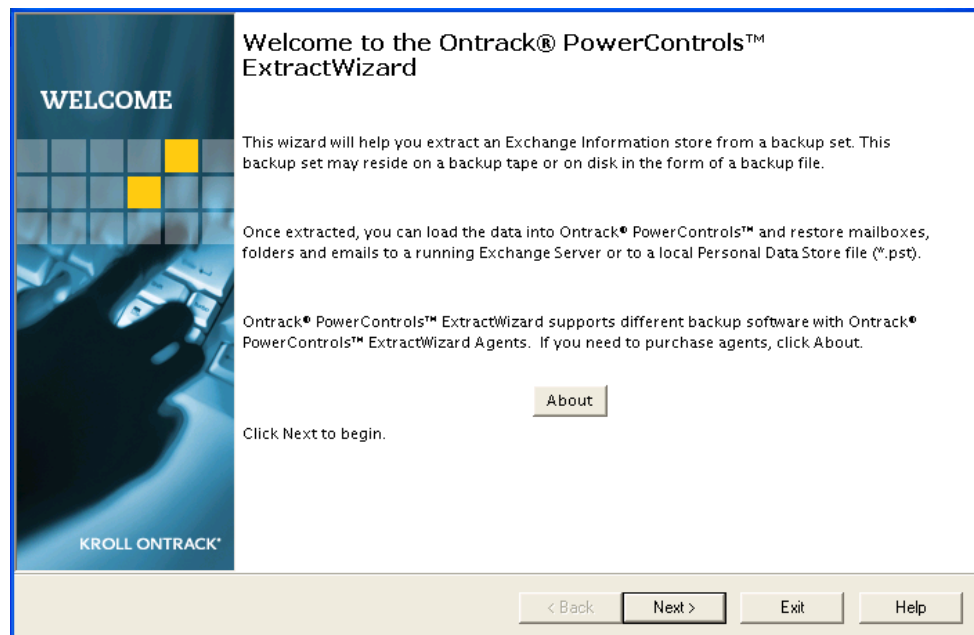 WELCOME
Welcome to the Ontrack® PowerControls™
ExtractWizard
This wizard will help you extract an Exchange Information store from a backup set. This
backup set may reside on a backup tape or on disk in the form of a backup file.
Once extracted, you can load the data into Ontrack® PowerControls™ and restore mailboxes,
folders and emails to a running Exchange Server or to a local Personal Data Store file (*.pst).
Ontrack® PowerControls™ ExtractWizard supports different backup software with Ontrack®
PowerControls™ ExtractWizard Agents. If you need to purchase agents, click About.
About
Click Next to begin.
KROLL ONTRACK®
< Back
Next >
Exit
Help